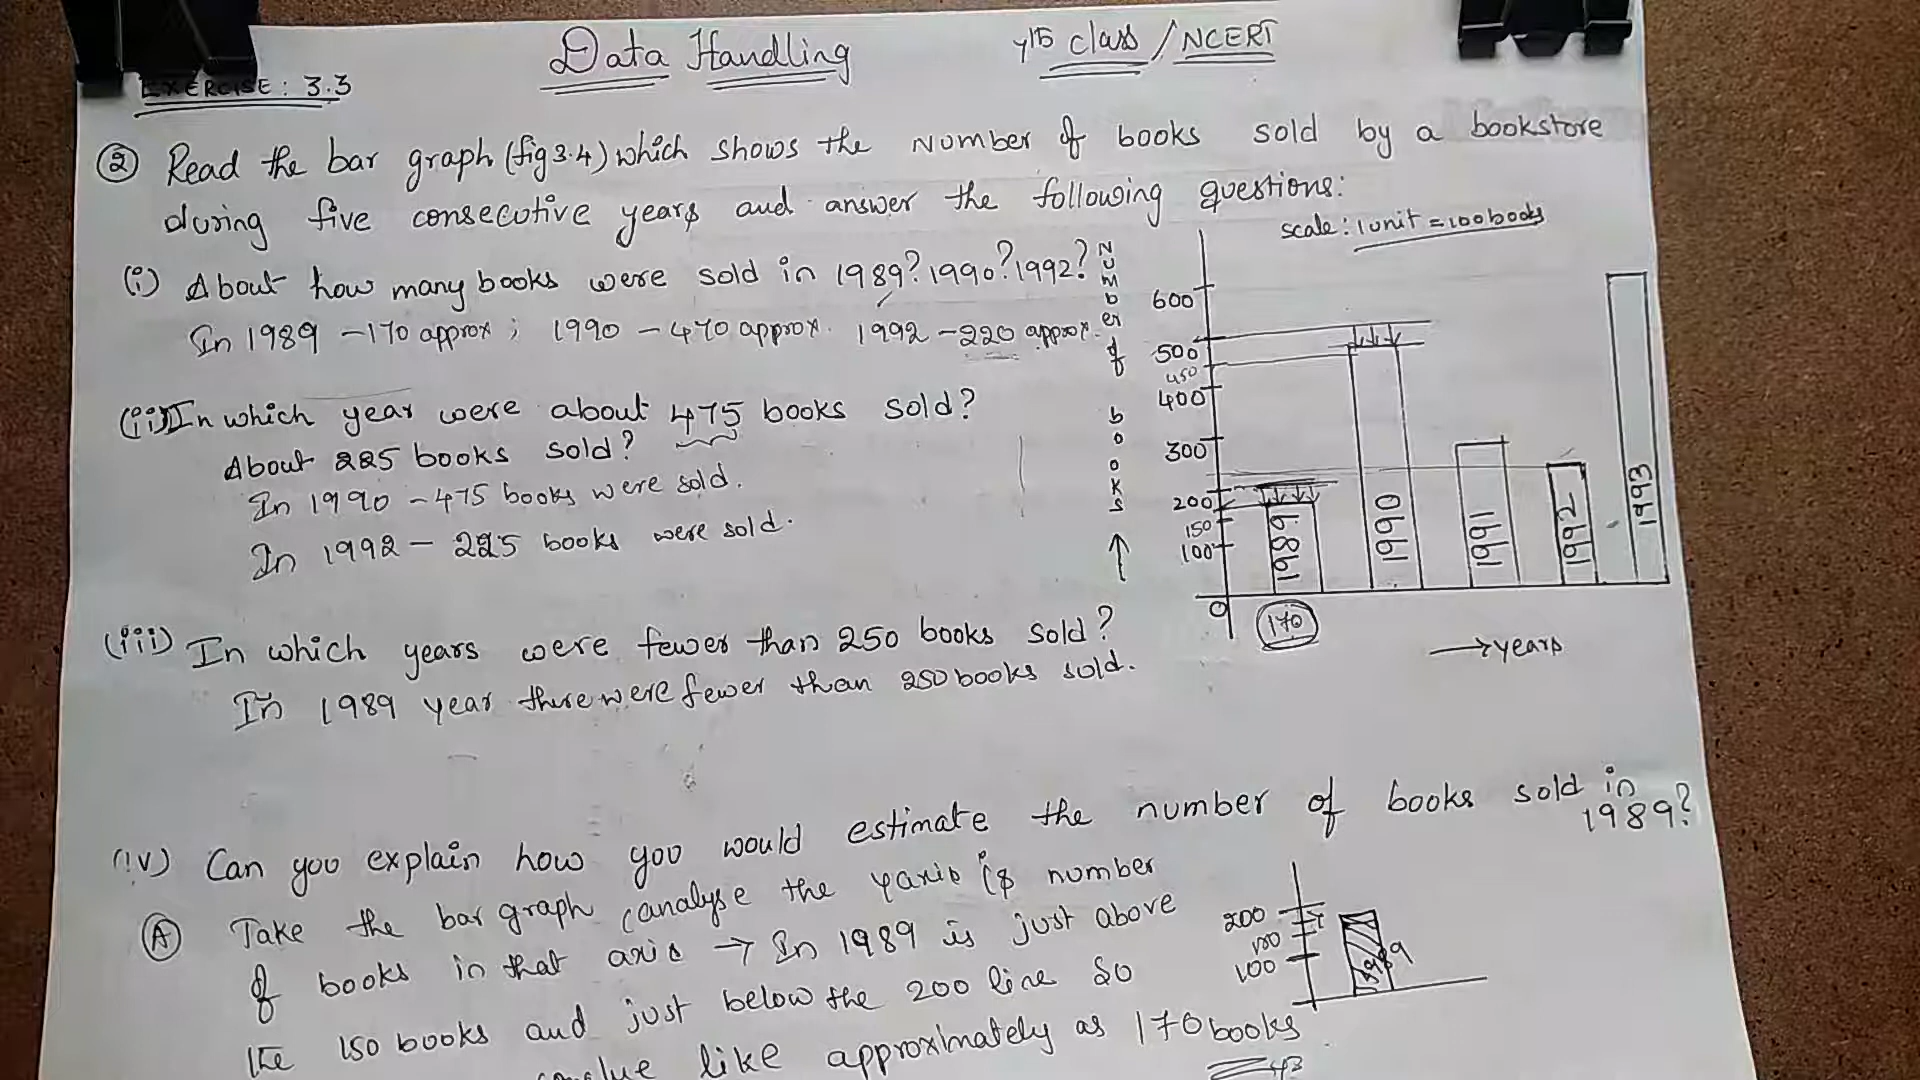 Data Handling
7th class / NCERT
EXERCISE: 3.3
② Read the bar graph (fig 3.4) which shows the Number of books sold by a bookstore
during five consecutive years and answer the following questions:
scale: 1 unit = 100 books
(i) About how many books were sold in 1989? 1990? 1992?
In 1989 - 170 approx ; 1990 - 470 approx. 1992 - 220 approx.
(ii) In which year were about 475 books sold?
About 225 books sold?
In 1990 - 475 books were sold.
In 1992 - 225 books were sold.
Number of books
600
500
450
400
300
200
150
100
0
1989
1990
1991
1992
1993
170
→ years
(iii) In which years were fewer than 250 books sold?
In 1989 year there were fewer than 250 books sold.
(iv) Can you explain how you would estimate the number of books sold in
1989?
Ⓐ Take the bar graph (analyse the yaxis is number
of books in that axis → In 1989 is just above
the 150 books and just below the 200 line so
like approximately as 170 books
200
150
100
1989